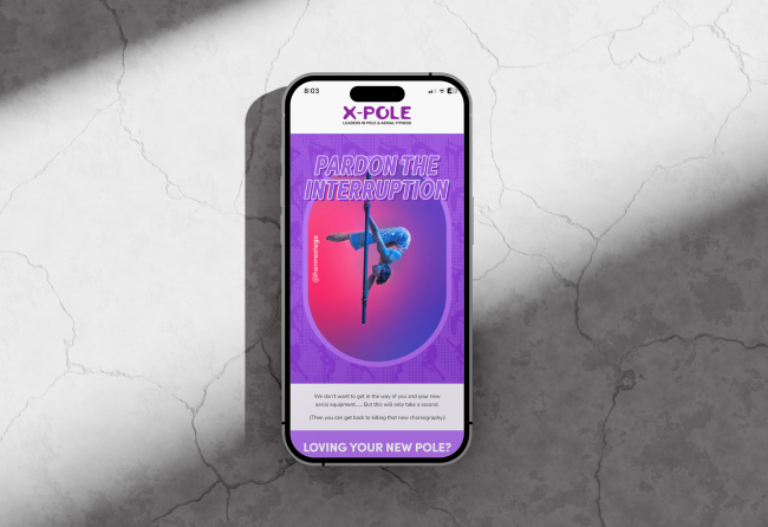 8:03
X-POLE
LEADERS IN POLE & AERIAL FITNESS
PARDON THE
INTERRUPTION
@hanneslege
We don't want to get in the way of you and your new
aerial equipment..... But this will only take a second.
(Then you can get back to killing that new choreography.)
LOVING YOUR NEW POLE?